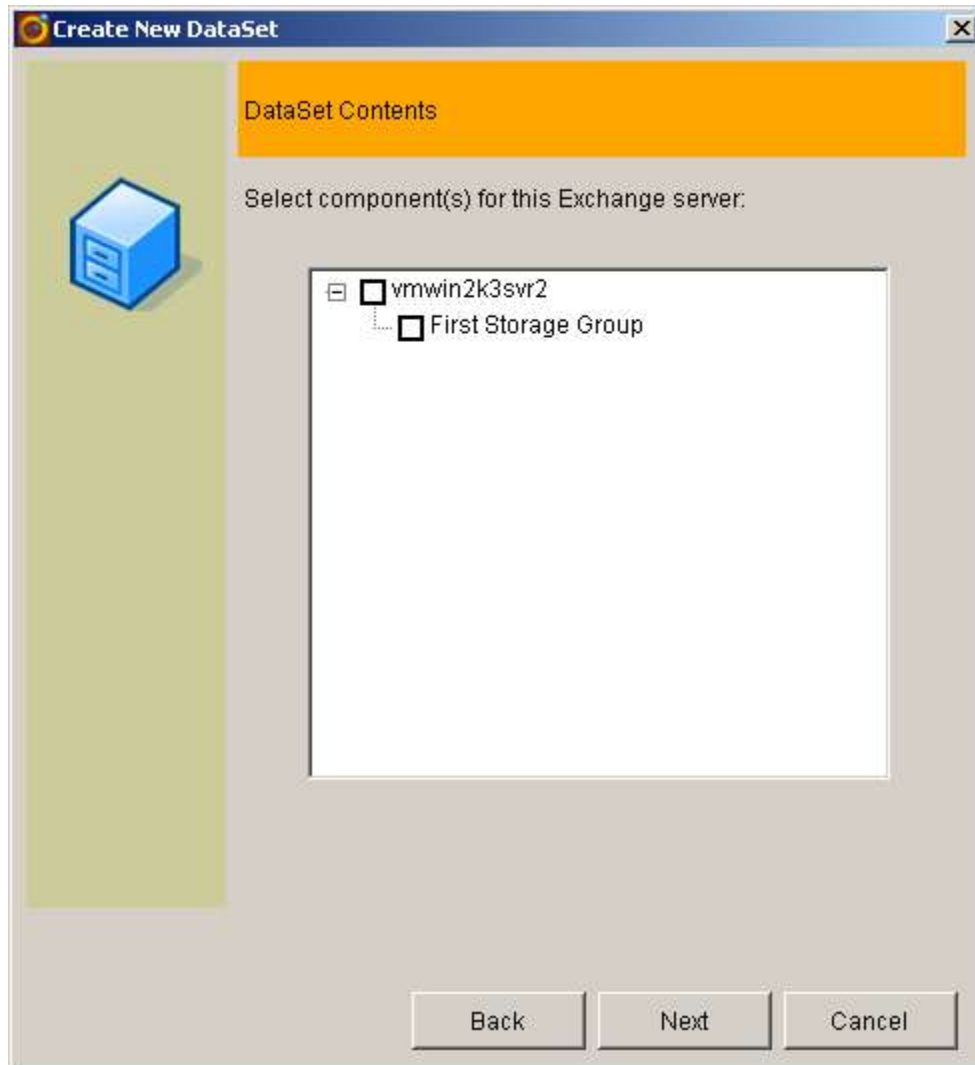 Create New DataSet
DataSet Contents
Select component(s) for this Exchange server:
vmwin2k3svr2
First Storage Group
Back Next Cancel